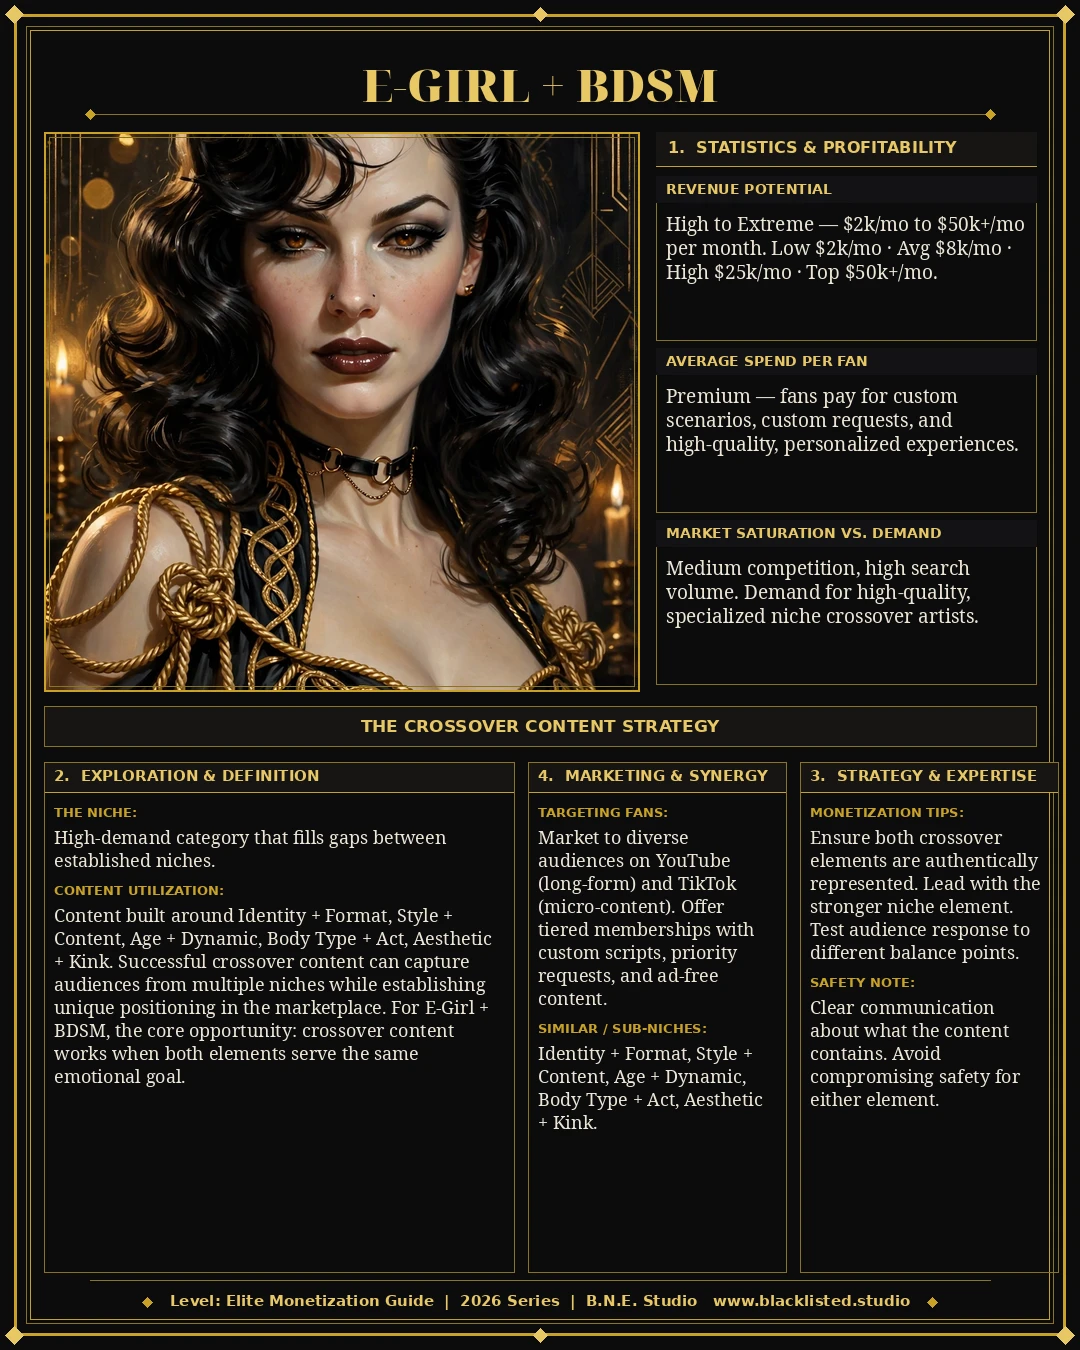 E-GIRL + BDSM
1. STATISTICS & PROFITABILITY
REVENUE POTENTIAL
High to Extreme — $2k/mo to $50k+/mo
per month. Low $2k/mo · Avg $8k/mo ·
High $25k/mo · Top $50k+/mo.
AVERAGE SPEND PER FAN
Premium — fans pay for custom
scenarios, custom requests, and
high-quality, personalized experiences.
MARKET SATURATION VS. DEMAND
Medium competition, high search
volume. Demand for high-quality,
specialized niche crossover artists.
THE CROSSOVER CONTENT STRATEGY
2. EXPLORATION & DEFINITION
THE NICHE:
High-demand category that fills gaps between
established niches.
CONTENT UTILIZATION:
Content built around Identity + Format, Style +
Content, Age + Dynamic, Body Type + Act, Aesthetic
+ Kink. Successful crossover content can capture
audiences from multiple niches while establishing
unique positioning in the marketplace. For E-Girl +
BDSM, the core opportunity: crossover content
works when both elements serve the same
emotional goal.
4. MARKETING & SYNERGY
TARGETING FANS:
Market to diverse
audiences on YouTube
(long-form) and TikTok
(micro-content). Offer
tiered memberships with
custom scripts, priority
requests, and ad-free
content.
SIMILAR / SUB-NICHES:
Identity + Format, Style +
Content, Age + Dynamic,
Body Type + Act, Aesthetic
+ Kink.
3. STRATEGY & EXPERTISE
MONETIZATION TIPS:
Ensure both crossover
elements are authentically
represented. Lead with the
stronger niche element.
Test audience response to
different balance points.
SAFETY NOTE:
Clear communication
about what the content
contains. Avoid
compromising safety for
either element.
Level: Elite Monetization Guide | 2026 Series | B.N.E. Studio www.blacklisted.studio